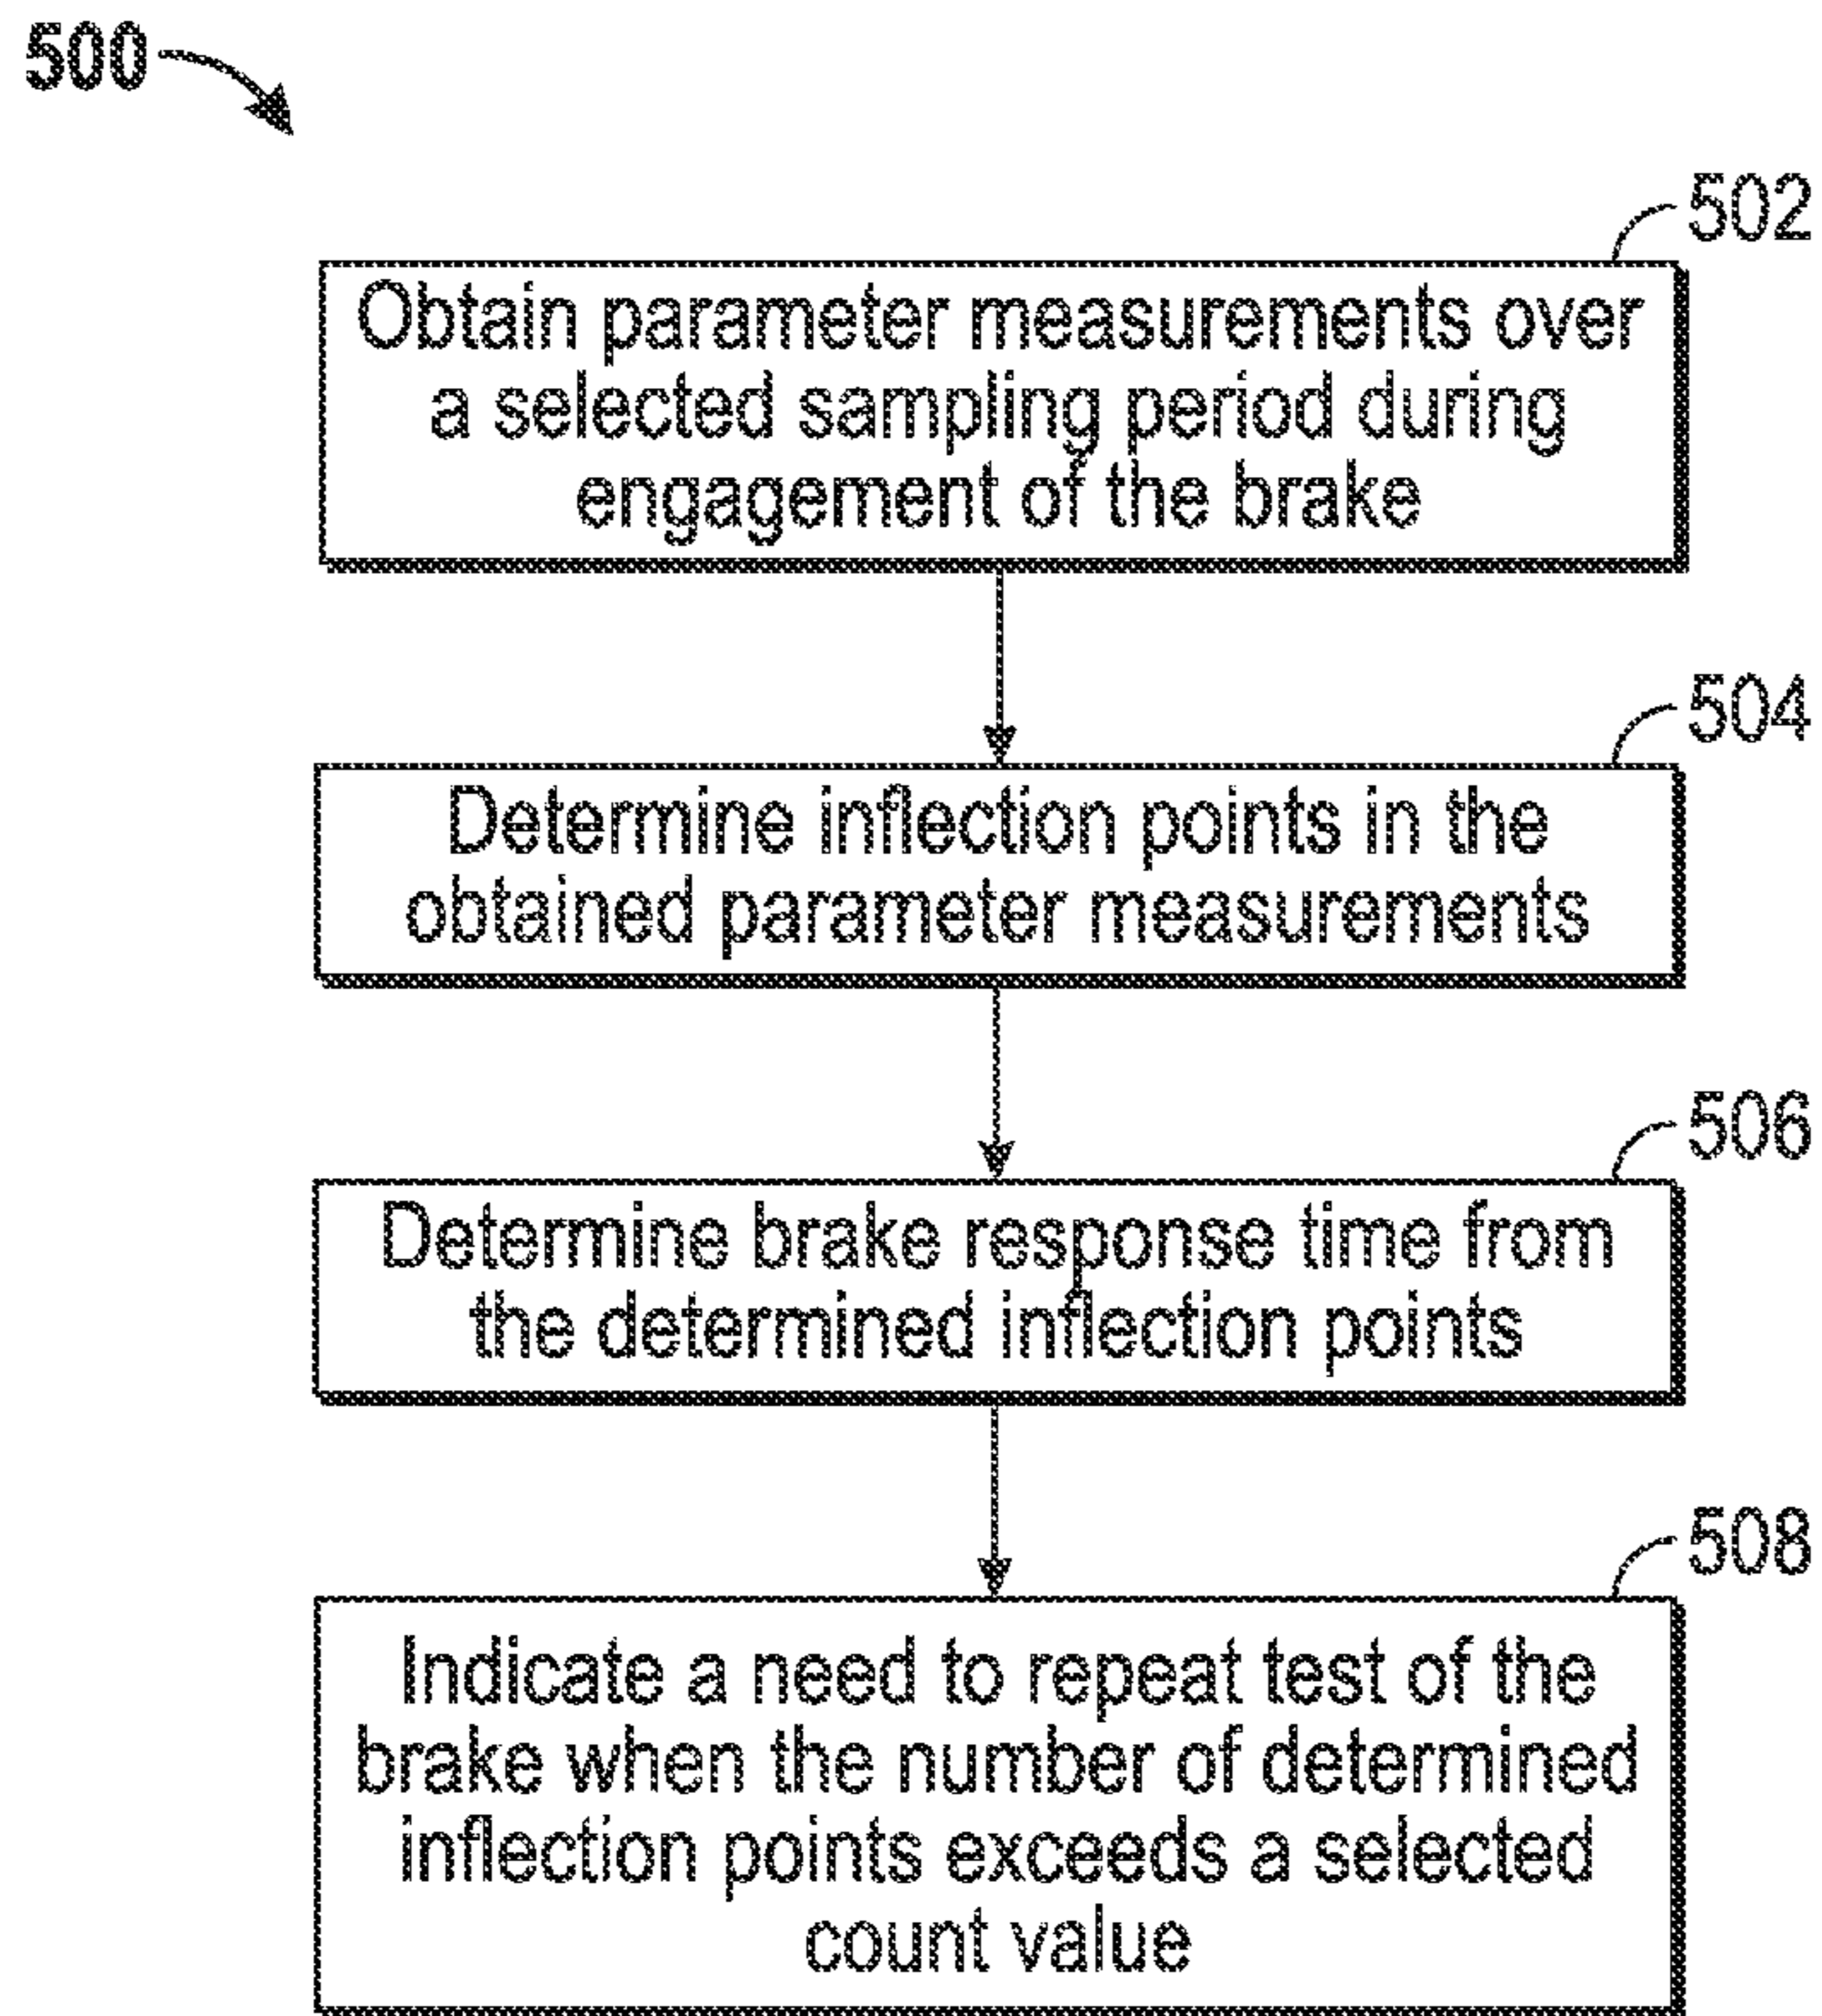 500
502
Obtain parameter measurements over
a selected sampling period during
engagement of the brake
504
Determine inflection points in the
obtained parameter measurements
506
Determine brake response time from
the determined inflection points
508
Indicate a need to repeat test of the
brake when the number of determined
inflection points exceeds a selected
count value